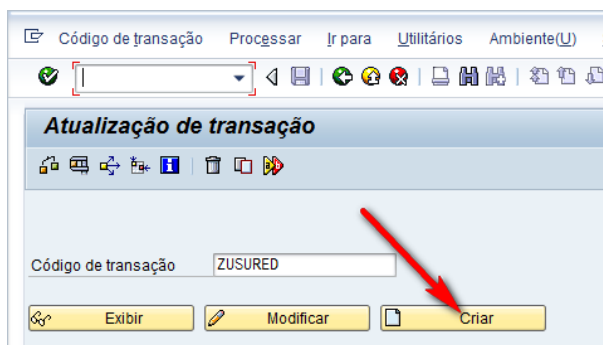 Código de transação Processar Ir para Utilitários Ambiente(U)
Atualização de transação
Código de transação ZUSURED
Exibir Modificar Criar